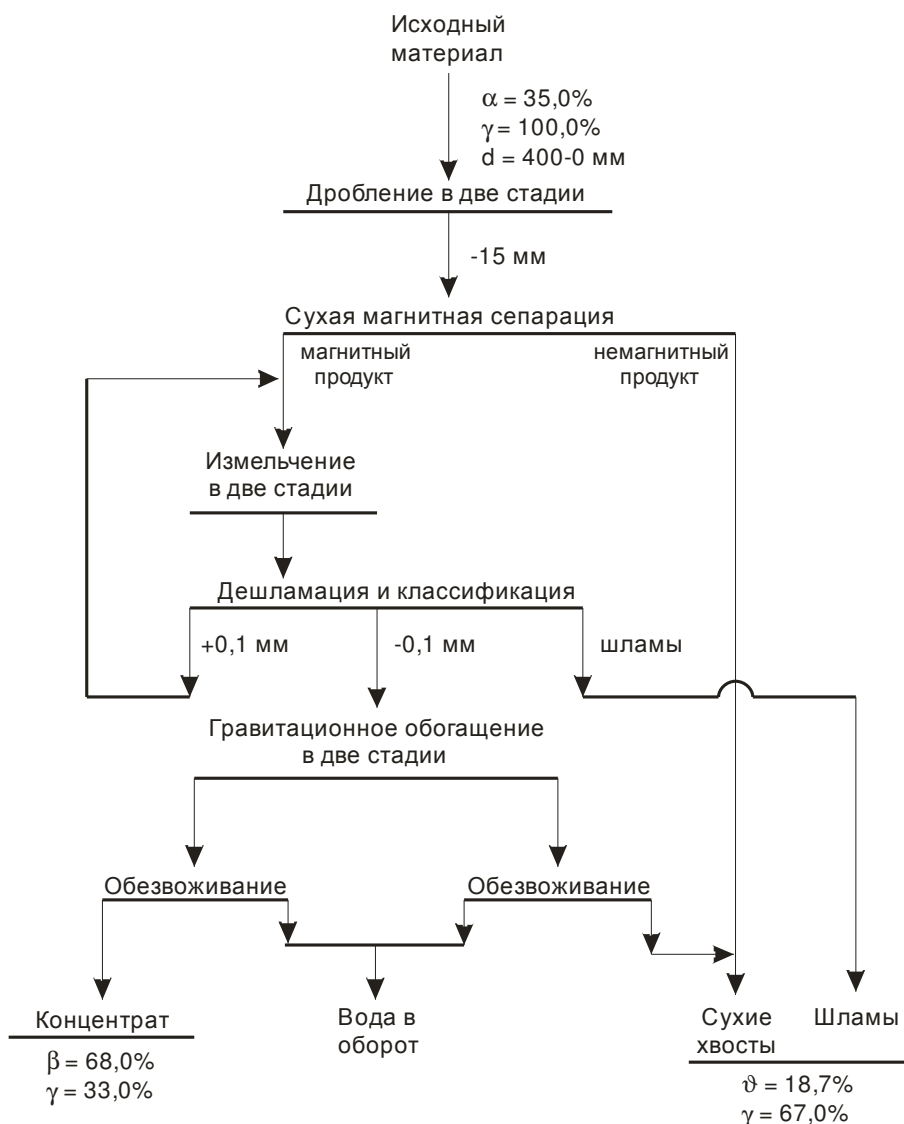 Исходный
материал
α = 35,0%
γ = 100,0%
d = 400-0 мм
Дробление в две стадии
-15 мм
Сухая магнитная сепарация
магнитный
продукт
немагнитный
продукт
Измельчение
в две стадии
Дешламация и классификация
+0,1 мм
-0,1 мм
шламы
Гравитационное обогащение
в две стадии
Обезвоживание
Обезвоживание
Концентрат
β = 68,0%
γ = 33,0%
Вода в
оборот
Сухие
хвосты
Шламы
ϑ = 18,7%
γ = 67,0%